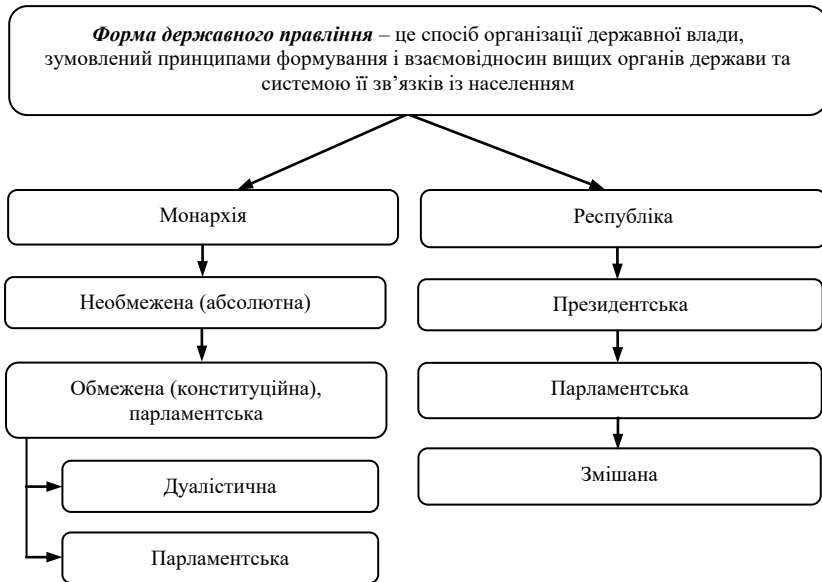 Форма державного правління – це спосіб організації державної влади,
зумовлений принципами формування і взаємовідносин вищих органів держави та
системою її зв’язків із населенням
Монархія
Республіка
Необмежена (абсолютна)
Президентська
Обмежена (конституційна),
парламентська
Парламентська
Змішана
Дуалістична
Парламентська